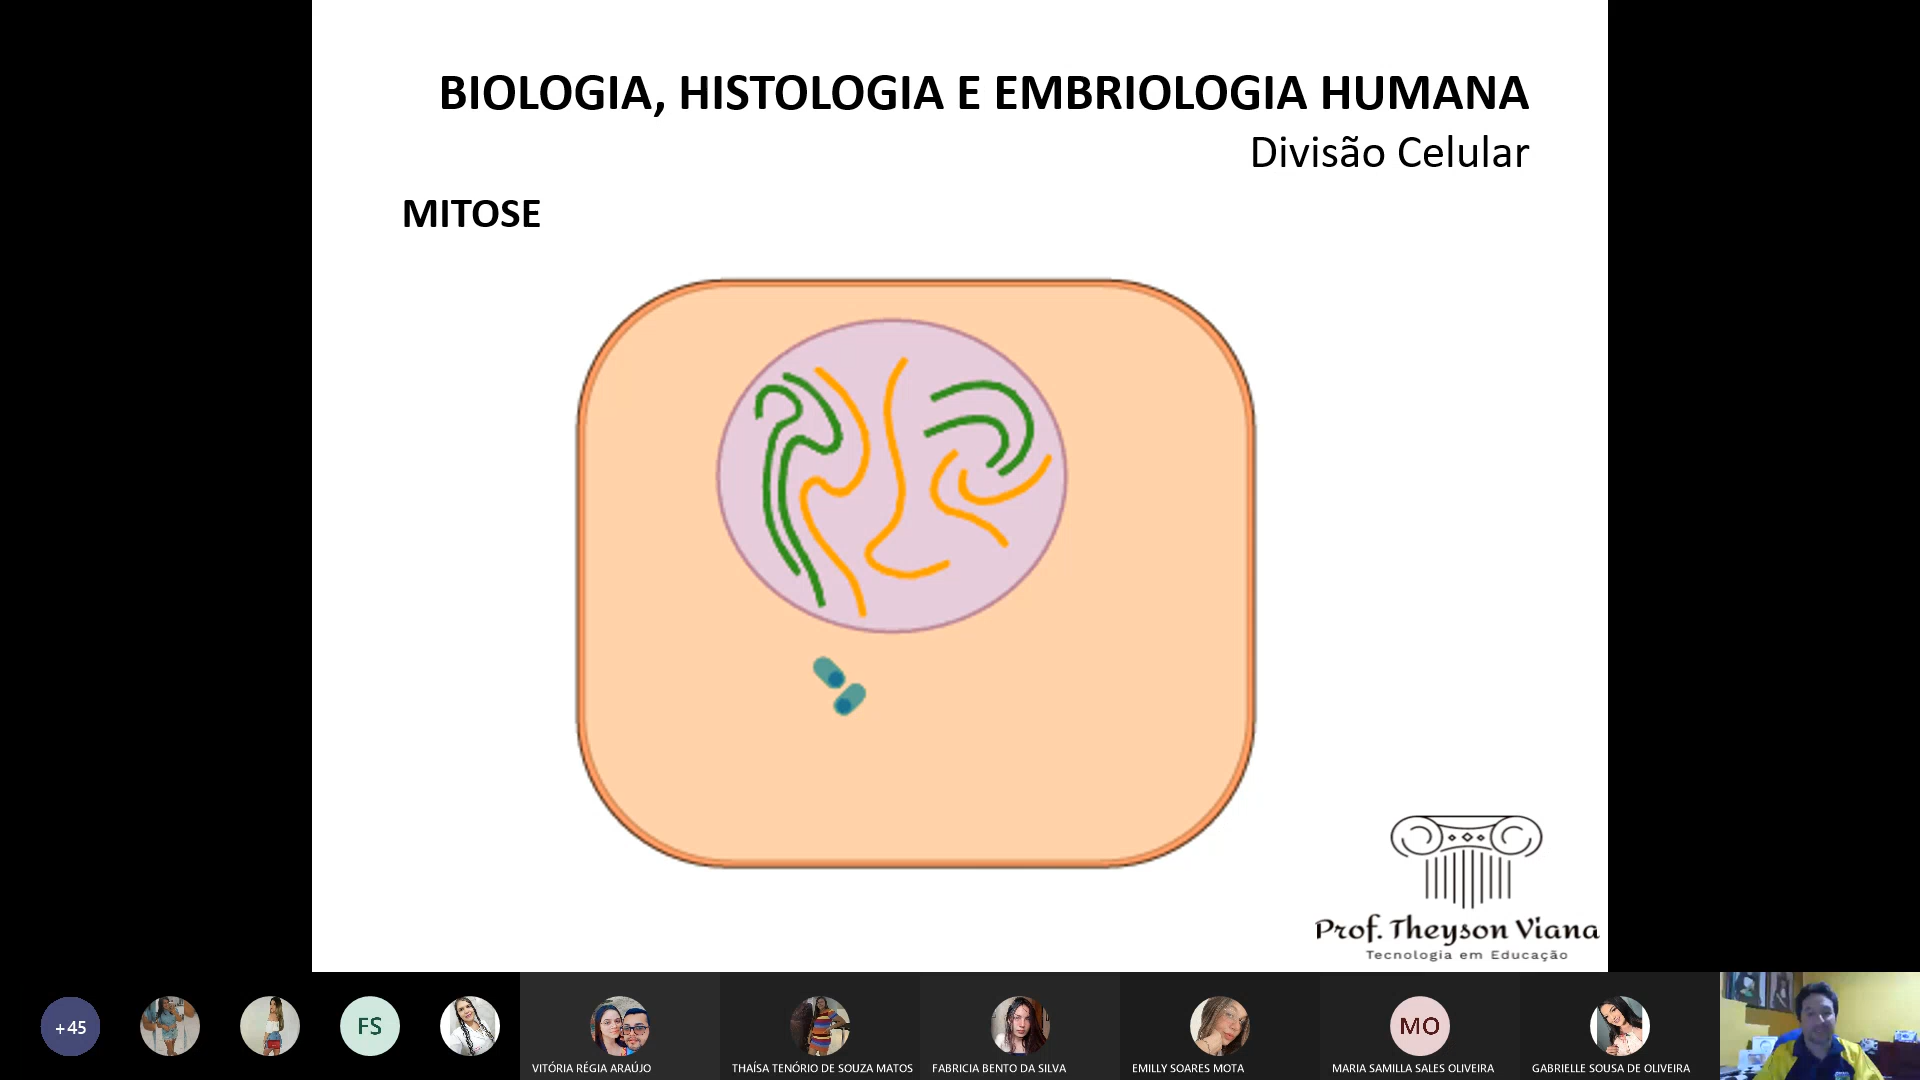 BIOLOGIA, HISTOLOGIA E EMBRIOLOGIA HUMANA
Divisão Celular
MITOSE
Prof. Theyson Viana
Tecnologia em Educação
+45
FS
MO
VITÓRIA RÉGIA ARAÚJO
THAÍSA TENÓRIO DE SOUZA MATOS
FABRICIA BENTO DA SILVA
EMILLY SOARES MOTA
MARIA SAMILLA SALES OLIVEIRA
GABRIELLE SOUSA DE OLIVEIRA